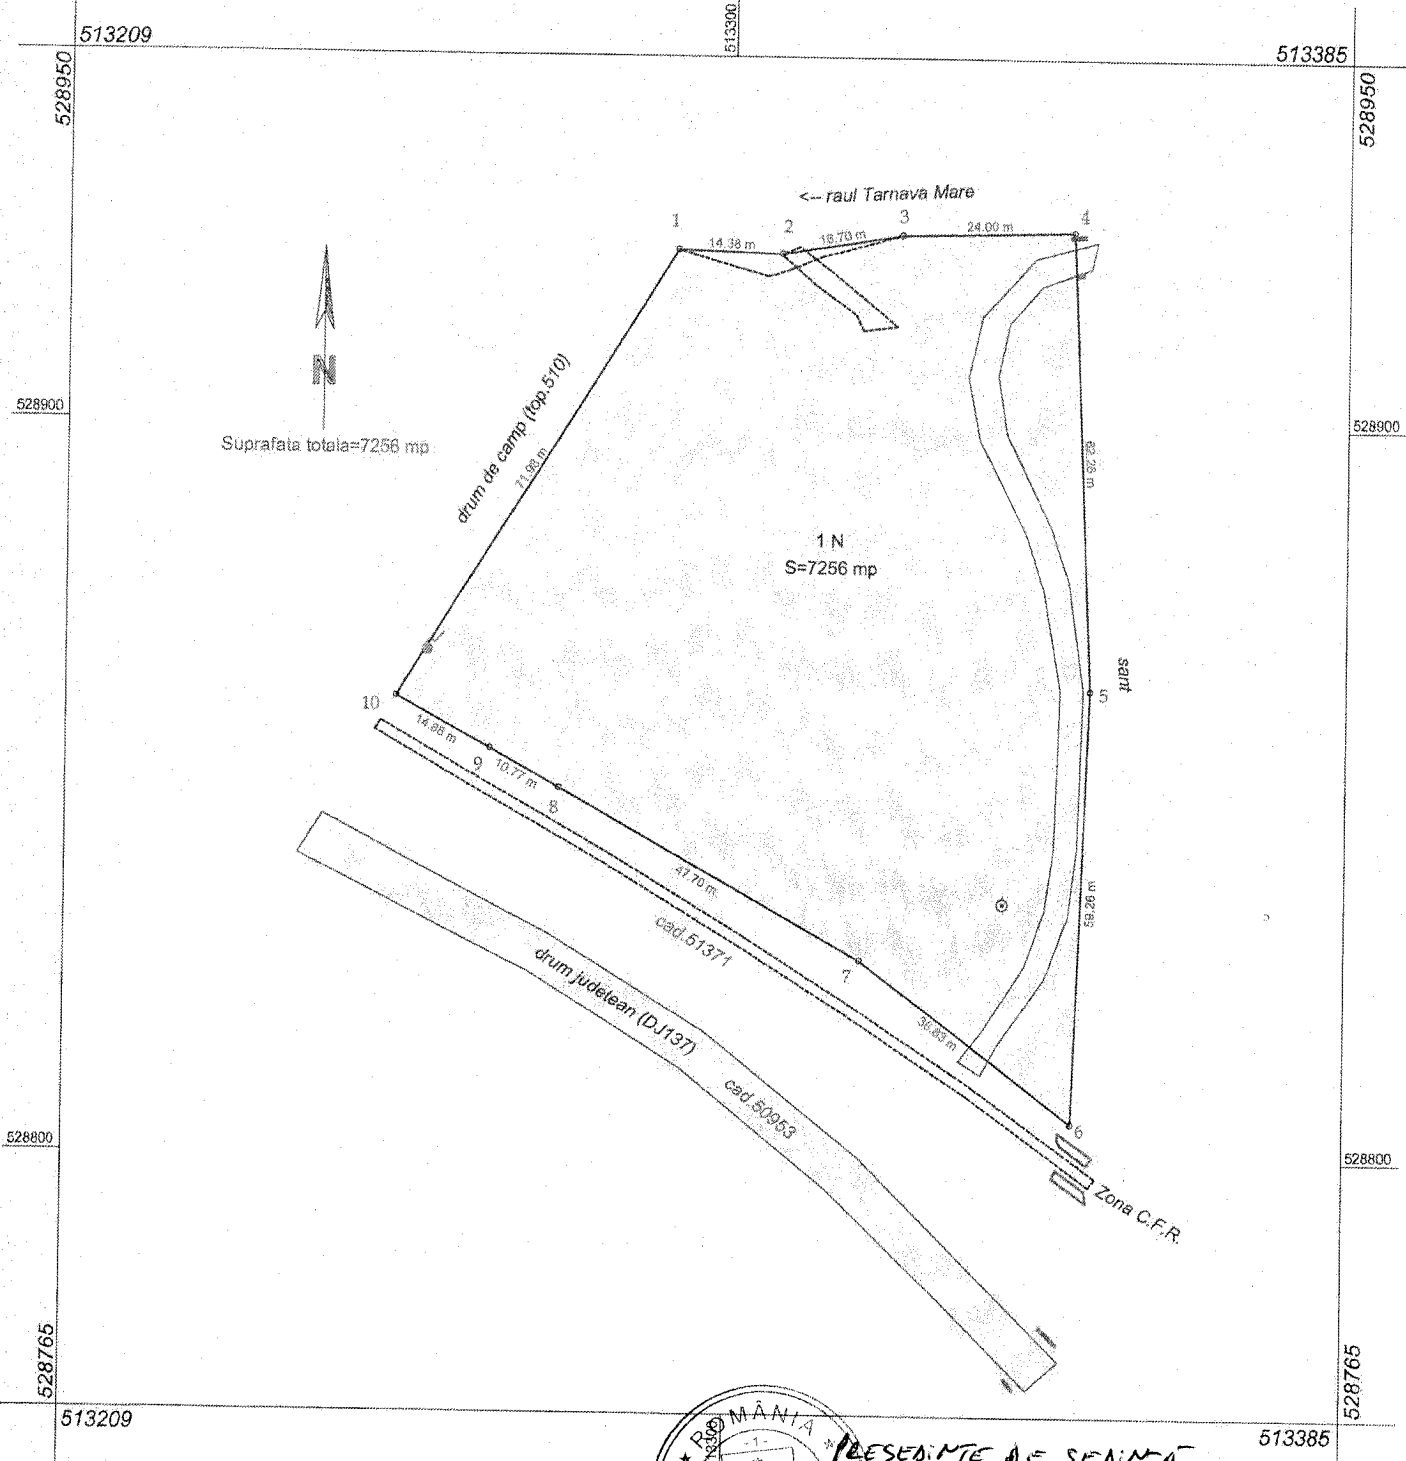 513209
513300
513385
528950
528950
<-- raul Tarnava Mare
1
2
3
4
14.38 m
16.70 m
24.00 m
N
Suprafata totala=7256 mp
drum de camp (top.510)
71.98 m
528900
528900
1 N
S=7256 mp
sant
5
10
14.88 m
9
10.77 m
8
47.70 m
cad.51371
7
36.83 m
59.26 m
6
drum judetean (DJ137)
cad.50953
528800
528800
Zona C.F.R.
528765
528765
513209
513385
ROMÂNIA
-1-
PRESEDINTE DE SEDINTA